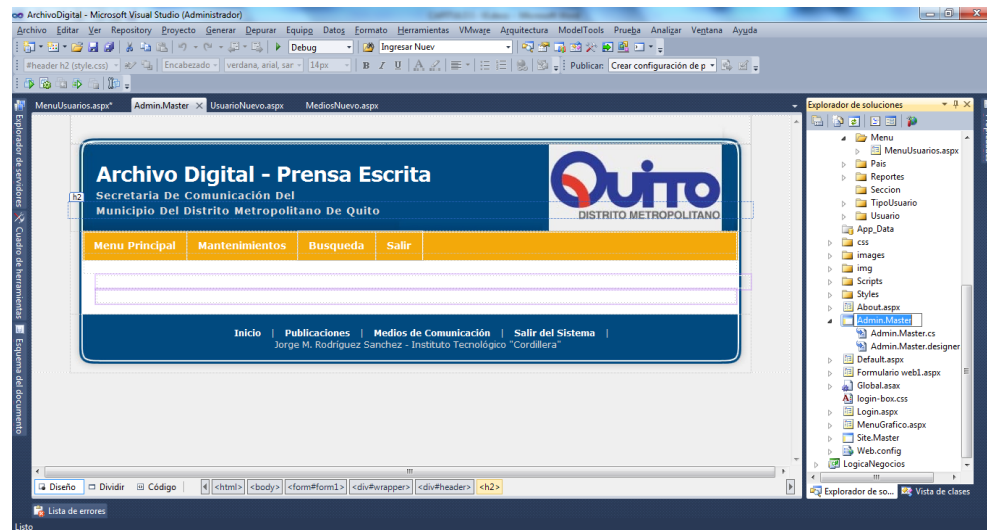 ArchivoDigital - Microsoft Visual Studio (Administrador)
Archivo Editar Ver Repository Proyecto Generar Depurar Equipo Datos Formato Herramientas VMware Arquitectura ModelTools Prueba Analizar Ventana Ayuda
Debug Ingresar Nuev
#header h2 (style.css) Encabezado verdana, arial, sar 14px B I U A Publicar: Crear configuración de p
MenuUsuarios.aspx* Admin.Master X UsuarioNuevo.aspx MediosNuevo.aspx
Explorador de servidores
Cuadro de herramientas
Esquema del documento
Archivo Digital - Prensa Escrita
h2
Secretaria De Comunicación Del
Municipio Del Distrito Metropolitano De Quito
QUITO
DISTRITO METROPOLITANO
Menu Principal Mantenimientos Busqueda Salir
Inicio | Publicaciones | Medios de Comunicación | Salir del Sistema |
Jorge M. Rodríguez Sanchez - Instituto Tecnológico "Cordillera"
Diseño Dividir Código <html> <body> <form#form1> <div#wrapper> <div#header> <h2>
Lista de errores
Listo
Explorador de soluciones
Menu
MenuUsuarios.aspx
Pais
Reportes
Seccion
TipoUsuario
Usuario
App_Data
css
images
img
Scripts
Styles
About.aspx
Admin.Master
Admin.Master.cs
Admin.Master.designer
Default.aspx
Formulario web1.aspx
Global.asax
login-box.css
Login.aspx
MenuGrafico.aspx
Site.Master
Web.config
LogicaNegocios
Explorador de so... Vista de clases